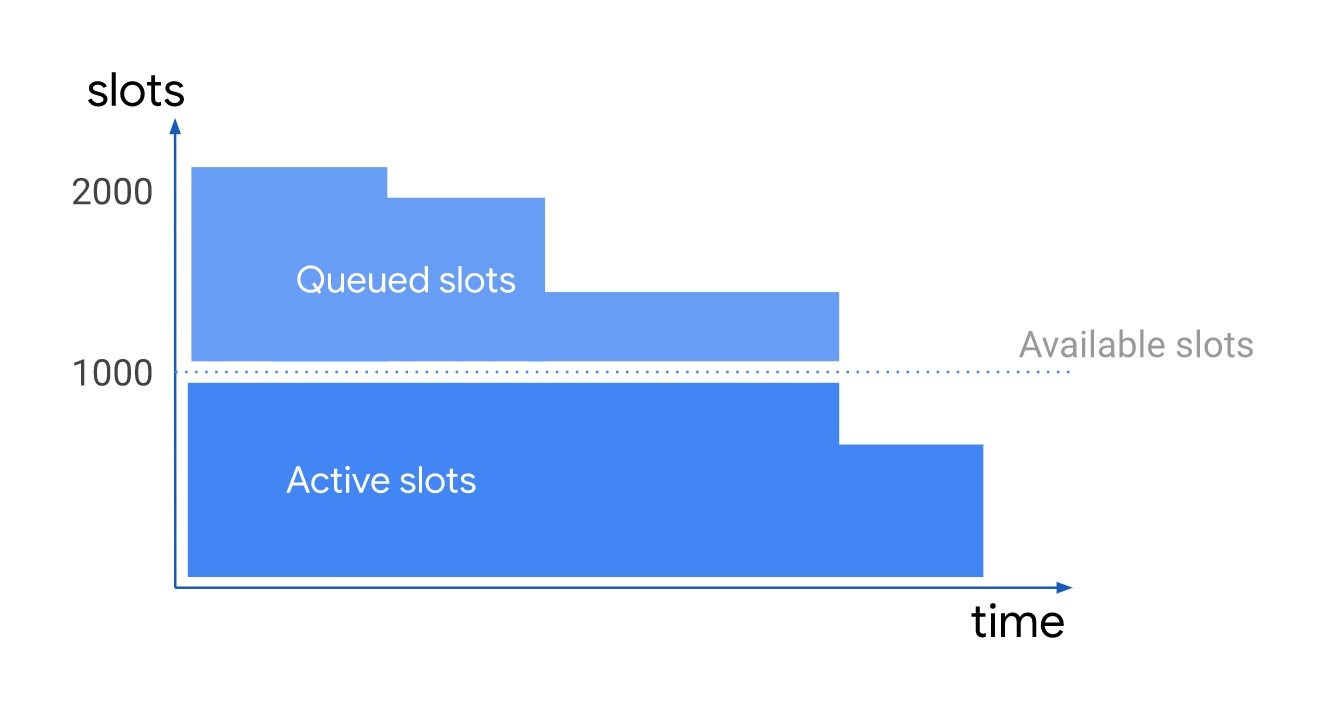 slots
2000
Queued slots
Available slots
1000
Active slots
time